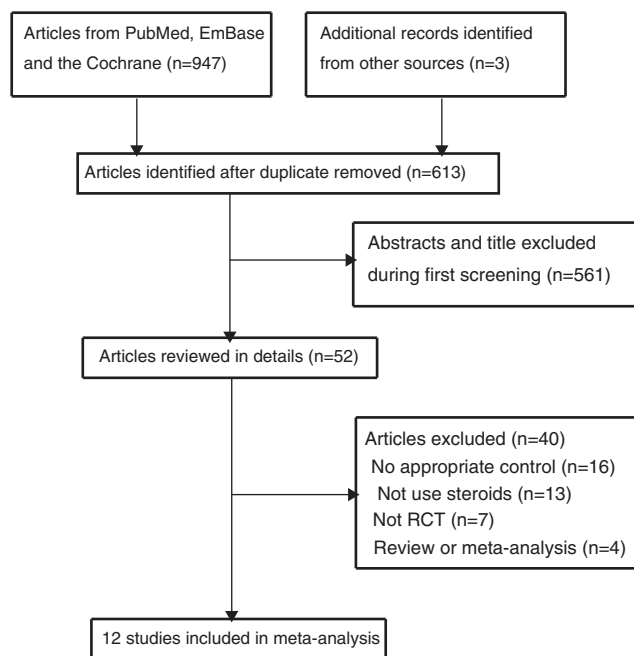 Articles from PubMed, EmBase
and the Cochrane (n=947)
Additional records identified
from other sources (n=3)
Articles identified after duplicate removed (n=613)
Abstracts and title excluded
during first screening (n=561)
Articles reviewed in details (n=52)
Articles excluded (n=40)
No appropriate control (n=16)
Not use steroids (n=13)
Not RCT (n=7)
Review or meta-analysis (n=4)
12 studies included in meta-analysis